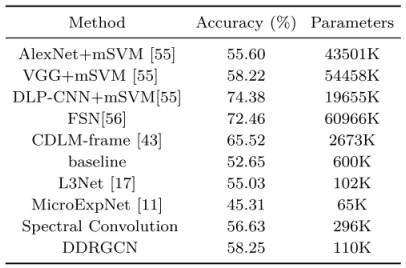 Method Accuracy (%) Parameters
AlexNet+mSVM [55] 55.60 43501K
VGG+mSVM [55] 58.22 54458K
DLP-CNN+mSVM[55] 74.38 19655K
FSN[56] 72.46 60966K
CDLM-frame [43] 65.52 2673K
baseline 52.65 600K
L3Net [17] 55.03 102K
MicroExpNet [11] 45.31 65K
Spectral Convolution 56.63 296K
DDRGCN 58.25 110K